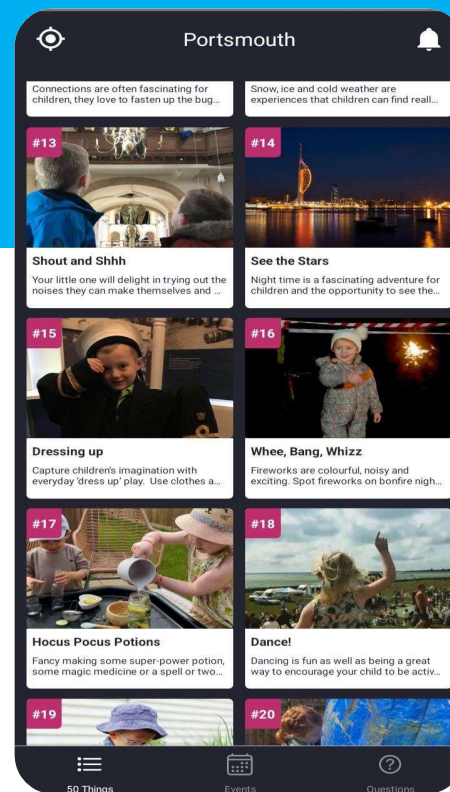 Portsmouth
Connections are often fascinating for
children, they love to fasten up the bug...
Snow, ice and cold weather are
experiences that children can find reall...
#13
Shout and Shhh
Your little one will delight in trying out the
noises they can make themselves and ...
#14
See the Stars
Night time is a fascinating adventure for
children and the opportunity to see the...
#15
Dressing up
Capture children's imagination with
everyday 'dress up' play. Use clothes a...
#16
Whee, Bang, Whizz
Fireworks are colourful, noisy and
exciting. Spot fireworks on bonfire nigh...
#17
Hocus Pocus Potions
Fancy making some super-power potion,
some magic medicine or a spell or two...
#18
Dance!
Dancing is fun as well as being a great
way to encourage your child to be activ...
#19
#20
50 Things
Events
Questions